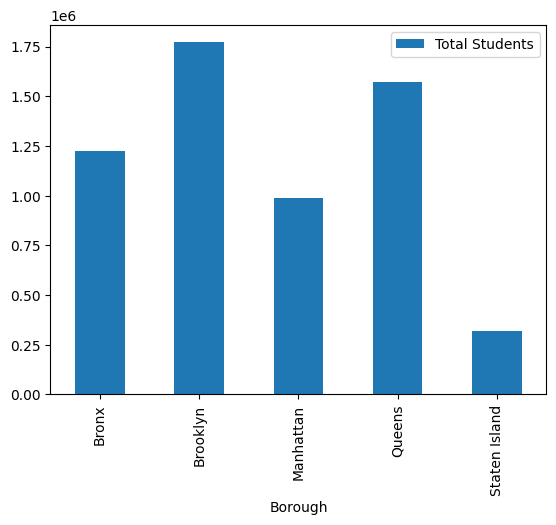 1e6
Total Students
1.75
1.50
1.25
1.00
0.75
0.50
0.25
0.00
Bronx
Brooklyn
Manhattan
Queens
Staten Island
Borough